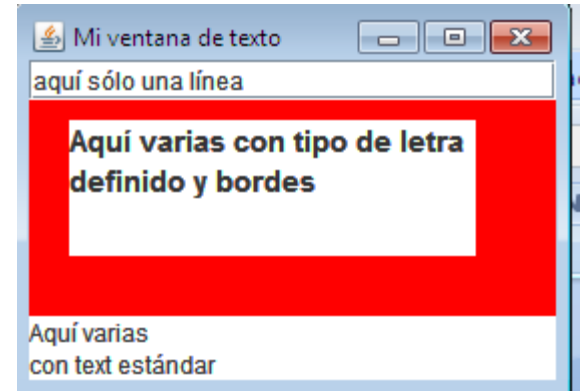 Mi ventana de texto
aquí sólo una línea
Aquí varias con tipo de letra
definido y bordes
Aquí varias
con text estándar